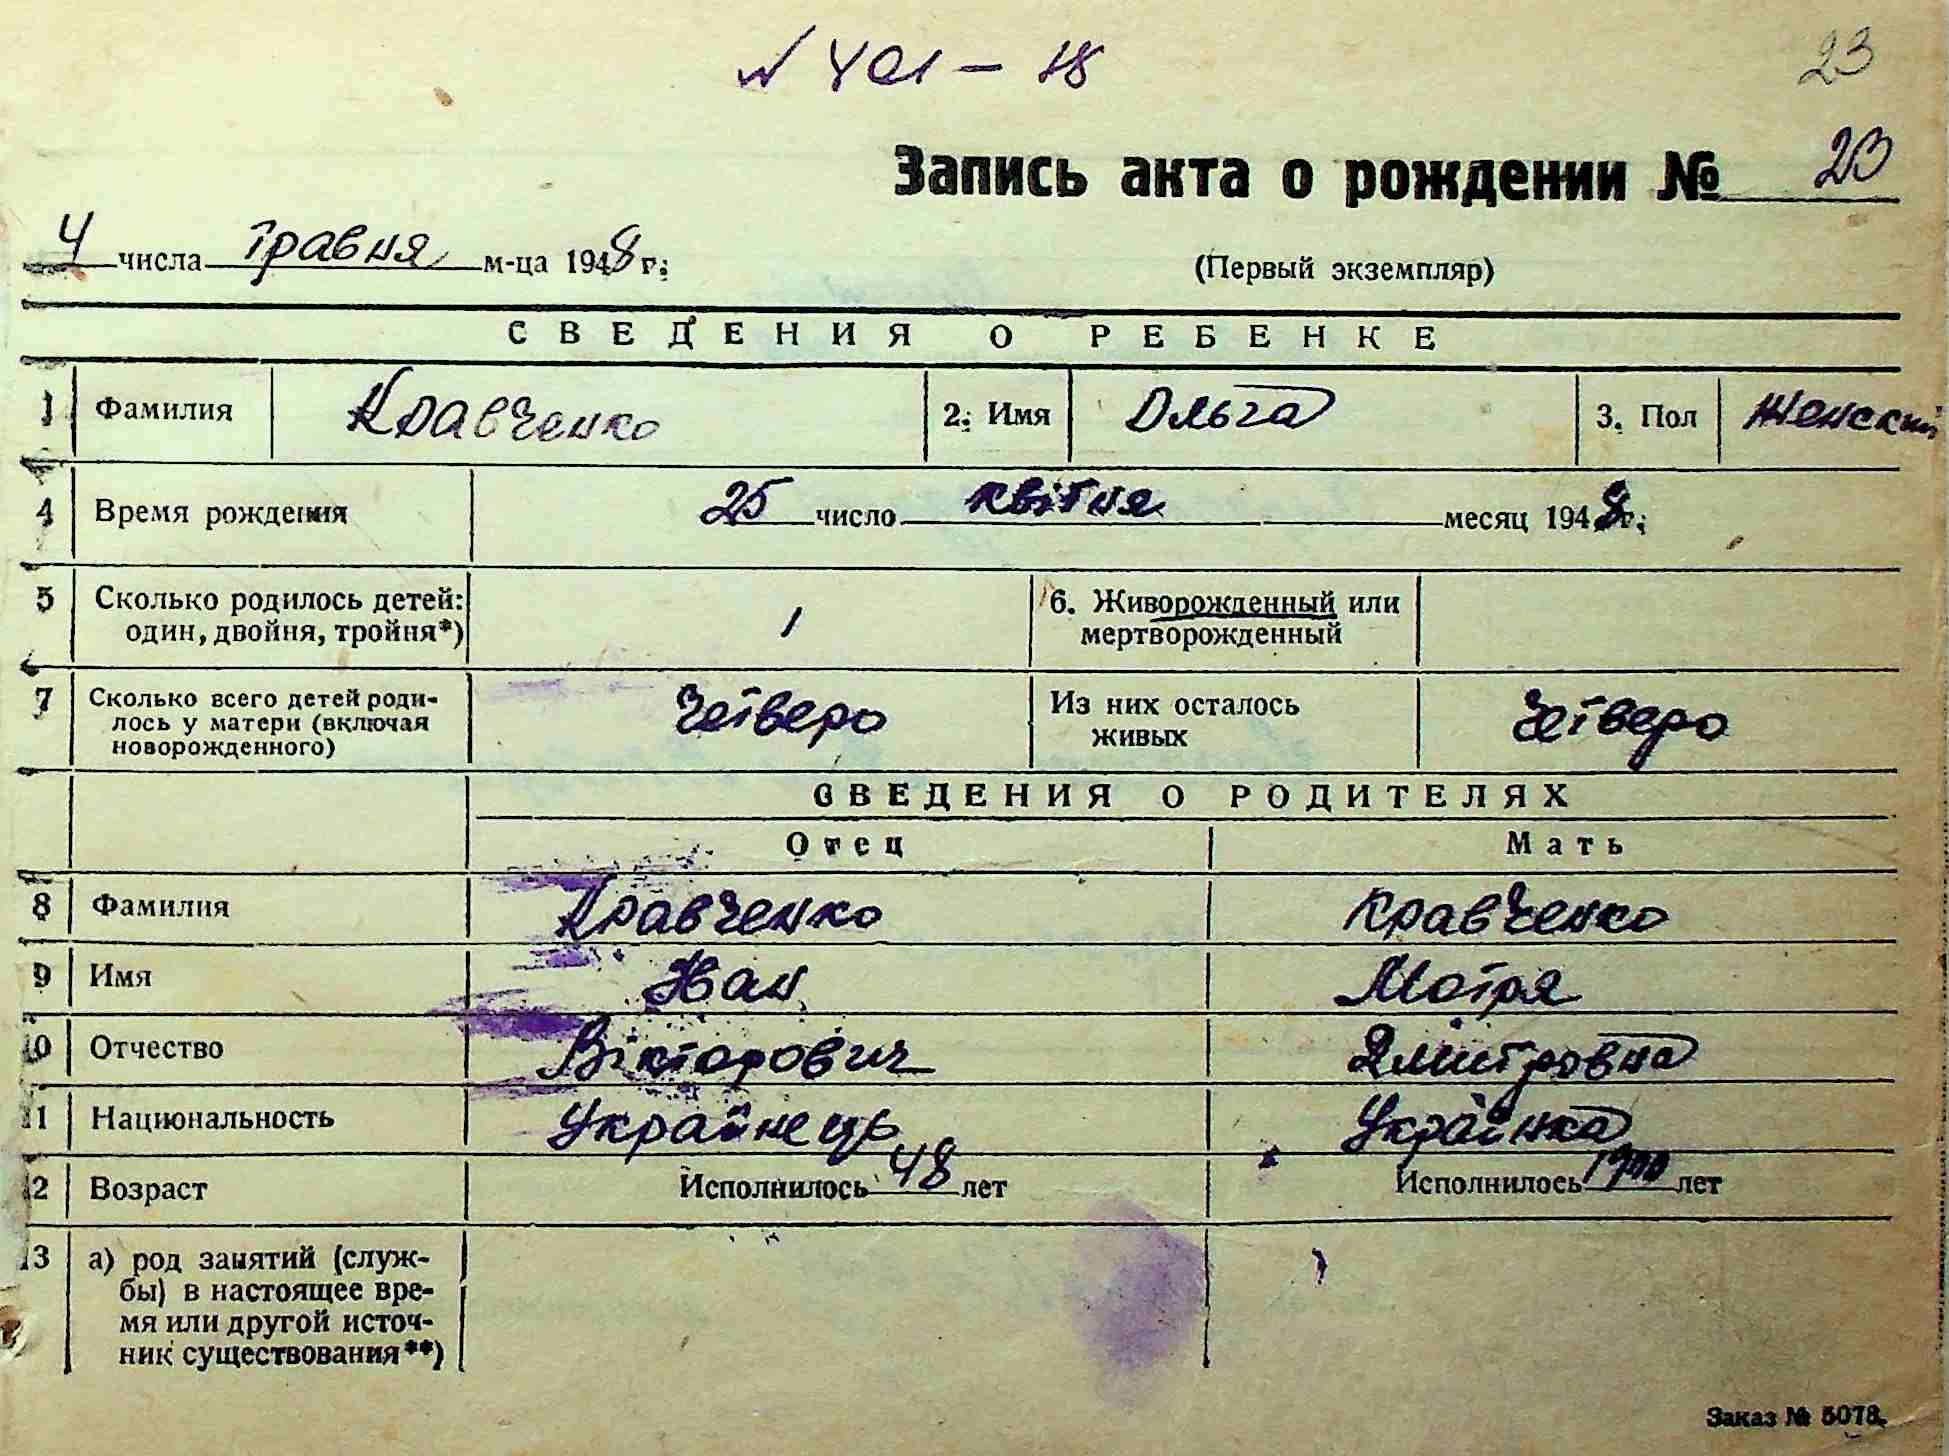 № 401 – 18
23
Запись акта о рождении № 23
4 числа травня м-ца 1948 г.
(Первый экземпляр)
СВЕДЕНИЯ О РЕБЕНКЕ
1 Фамилия Кравченко 2. Имя Ольга 3. Пол Женский
4 Время рождения 25 число квітня месяц 1948 г.
5 Сколько родилось детей: один, двойня, тройня*) 1 6. Живорожденный или мертворожденный
7 Сколько всего детей родилось у матери (включая новорожденного) Четверо Из них осталось живых Четверо
СВЕДЕНИЯ О РОДИТЕЛЯХ
Отец Мать
8 Фамилия Кравченко Кравченко
9 Имя Иван Мотря
10 Отчество Вікторович Дмитровна
11 Национальность Українець Українка
12 Возраст Исполнилось 48 лет Исполнилось лет
13 а) род занятий (службы) в настоящее время или другой источник существования**)
Заказ № 5078.